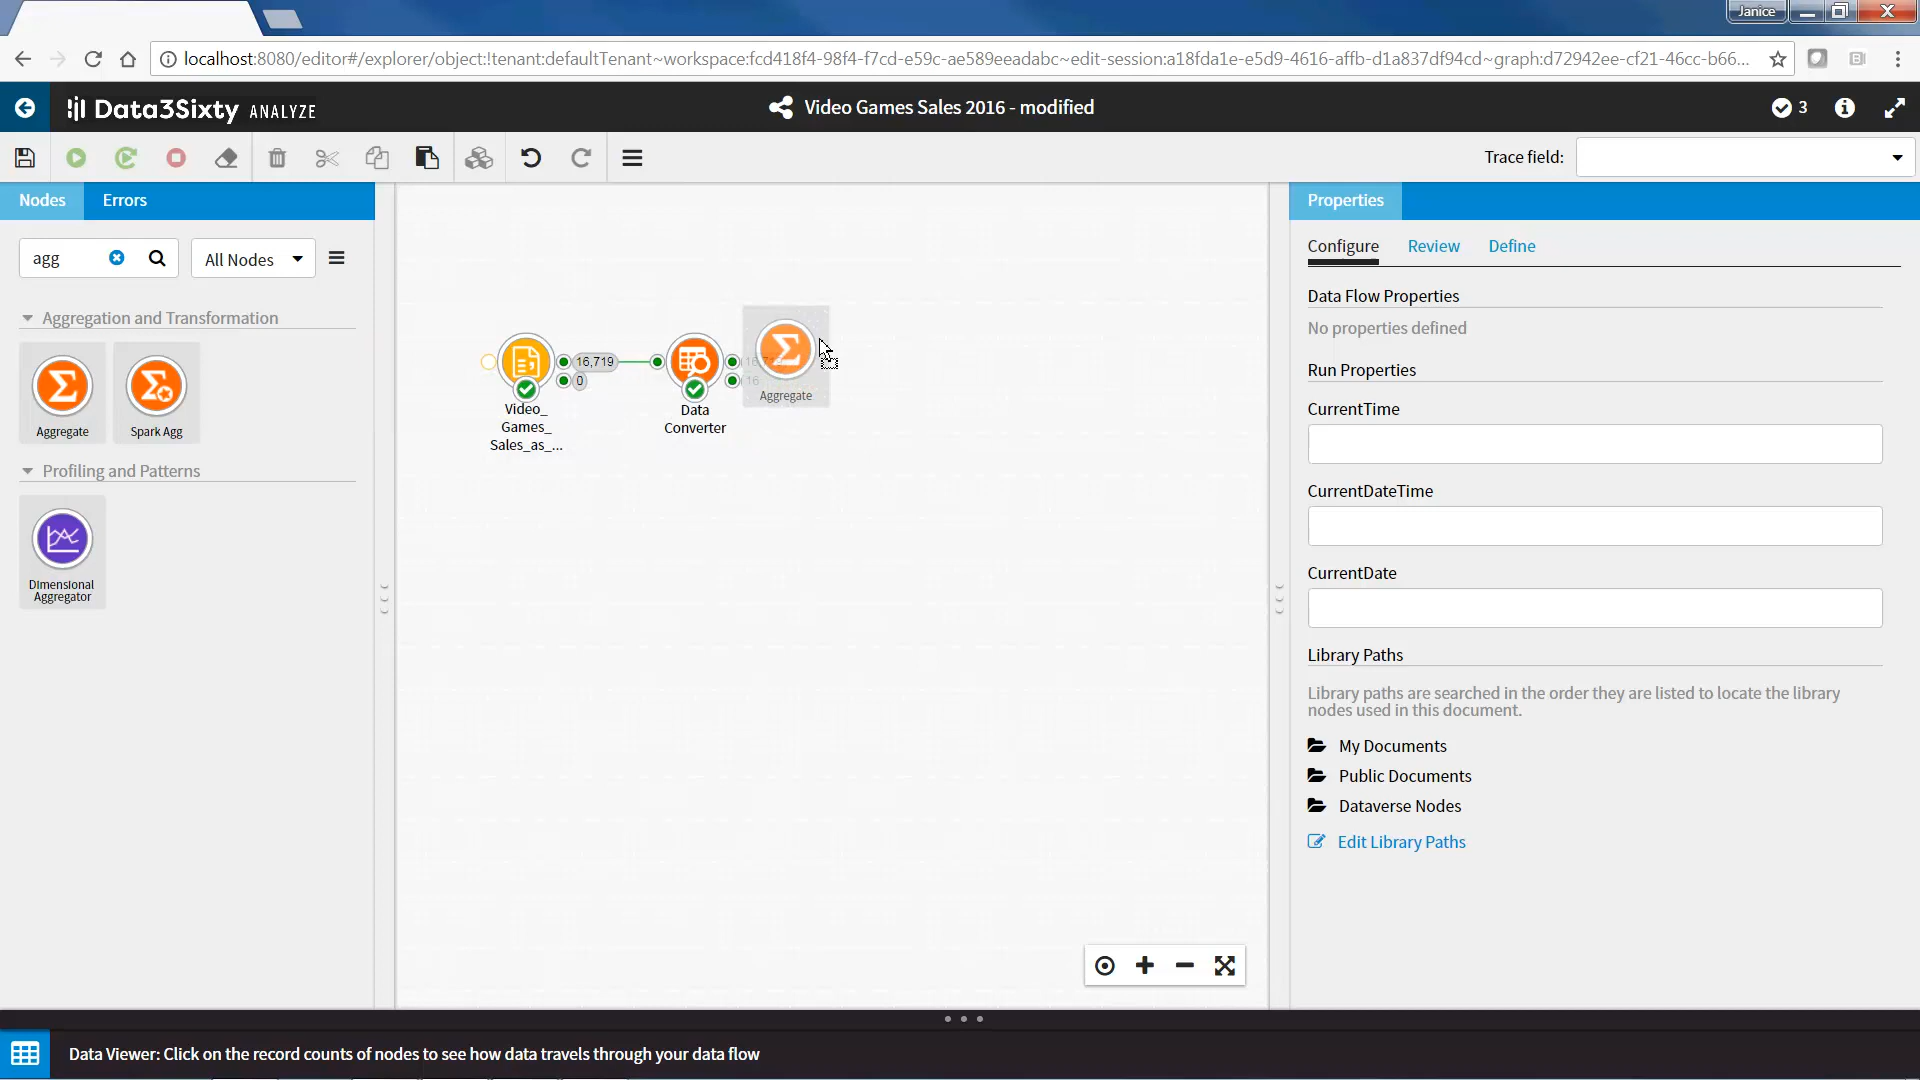 Janice
localhost:8080/editor#/explorer/object:!tenant:defaultTenant~workspace:fcd418f4-98f4-f7cd-e59c-ae589eeadabc~edit-session:a18fda1e-e5d9-4616-affb-d1a837df94cd~graph:d72942ee-cf21-46cc-b66...
Data3Sixty ANALYZE
Video Games Sales 2016 - modified
3
Trace field:
Nodes
Errors
agg
All Nodes
Aggregation and Transformation
Aggregate
Spark Agg
Profiling and Patterns
Dimensional
Aggregator
16,719
0
Video_
Games_
Sales_as_...
Data
Converter
16
Aggregate
Properties
Configure
Review
Define
Data Flow Properties
No properties defined
Run Properties
CurrentTime
CurrentDateTime
CurrentDate
Library Paths
Library paths are searched in the order they are listed to locate the library
nodes used in this document.
My Documents
Public Documents
Dataverse Nodes
Edit Library Paths
Data Viewer: Click on the record counts of nodes to see how data travels through your data flow